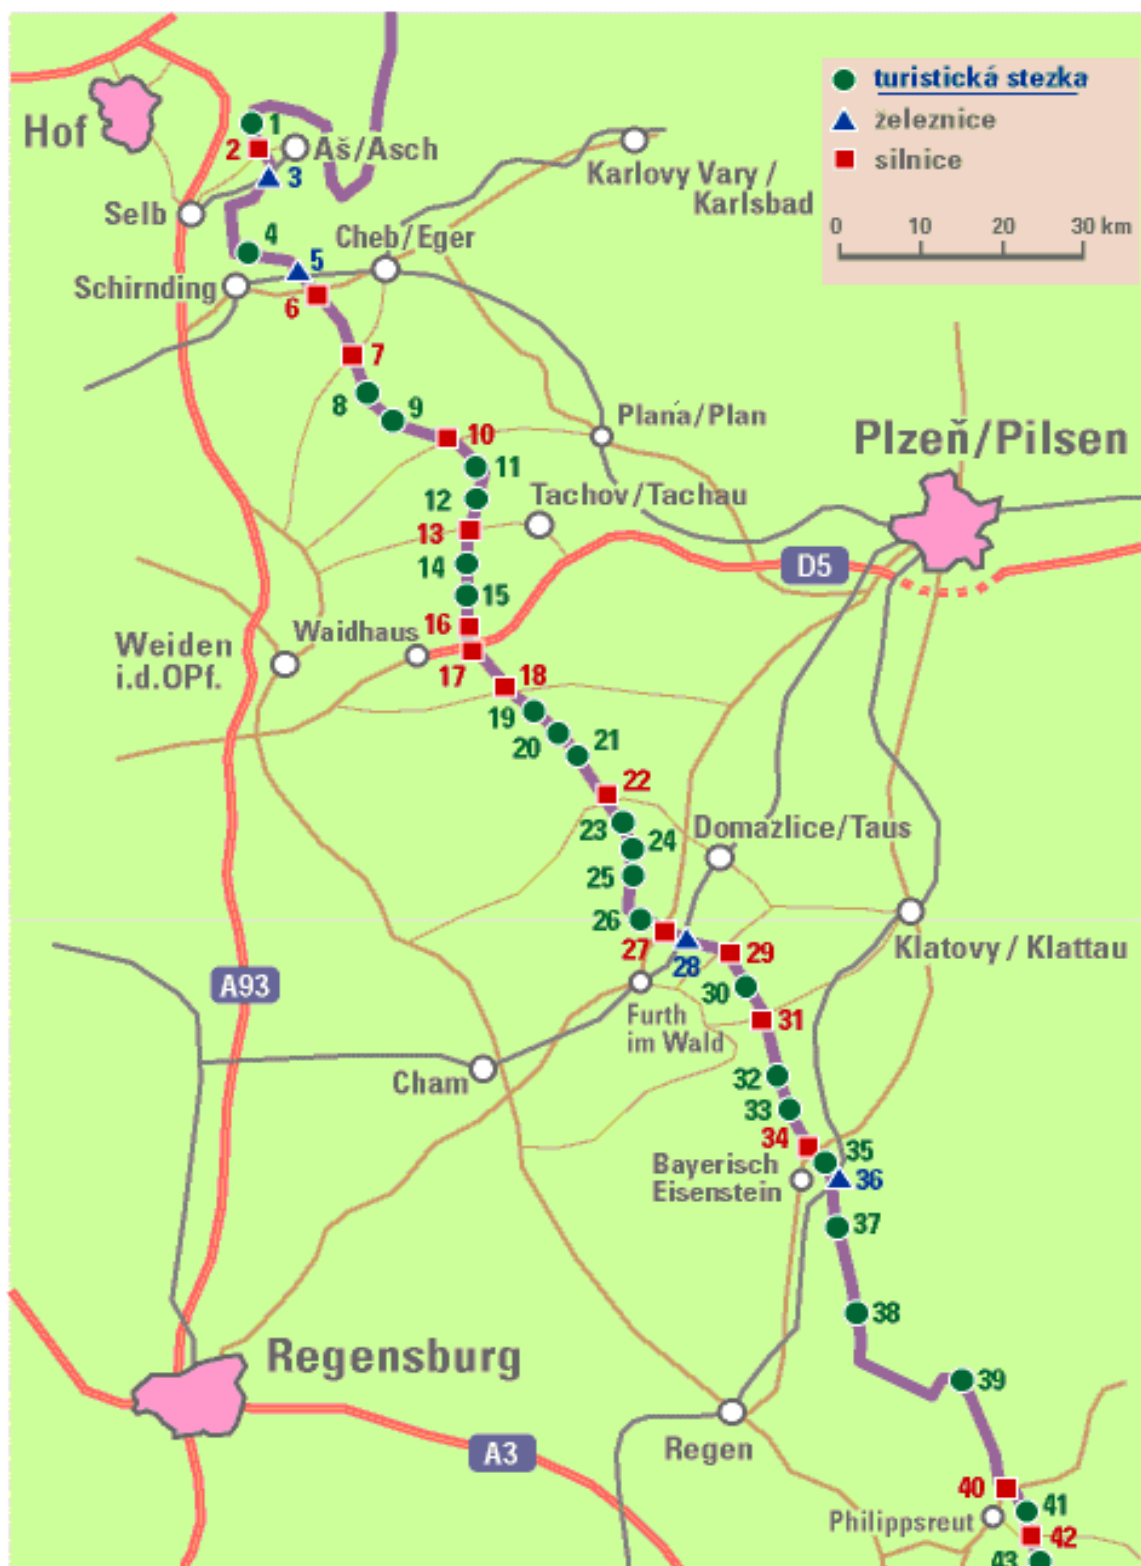 turistická stezka
železnice
silnice
0 10 20 30 km
Hof
1
2
Aš/Asch
3
Karlovy Vary /
Karlsbad
Selb
4
Cheb/Eger
5
Schirnding
6
7
8
9
10
Planá/Plan
Plzeň/Pilsen
11
12
Tachov/Tachau
13
14
D5
15
16
Waidhaus
Weiden
i.d.OPf.
17
18
19
20
21
22
23
24
Domažlice/Taus
25
26
27
28
29
Klatovy / Klattau
A93
30
Furth
im Wald
31
Cham
32
33
34
35
Bayerisch
Eisenstein
36
37
38
Regensburg
39
A3
Regen
40
41
Philippsreut
42
43